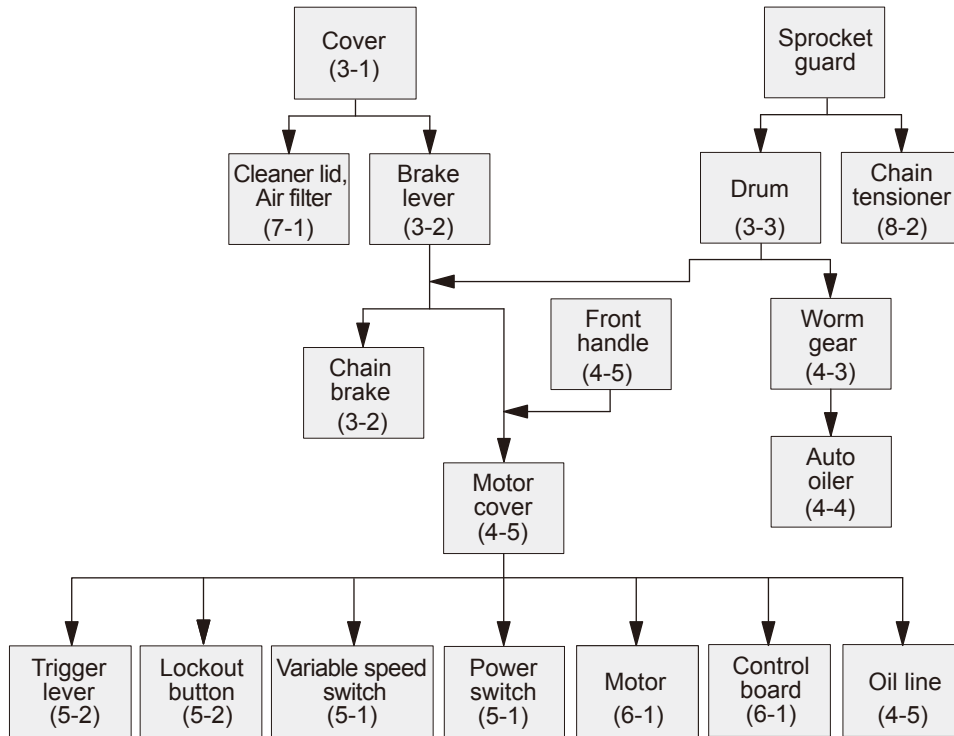 Cover
(3-1)
Sprocket
guard
Cleaner lid,
Air filter
(7-1)
Brake
lever
(3-2)
Drum
(3-3)
Chain
tensioner
(8-2)
Chain
brake
(3-2)
Front
handle
(4-5)
Worm
gear
(4-3)
Motor
cover
(4-5)
Auto
oiler
(4-4)
Trigger
lever
(5-2)
Lockout
button
(5-2)
Variable speed
switch
(5-1)
Power
switch
(5-1)
Motor
(6-1)
Control
board
(6-1)
Oil line
(4-5)